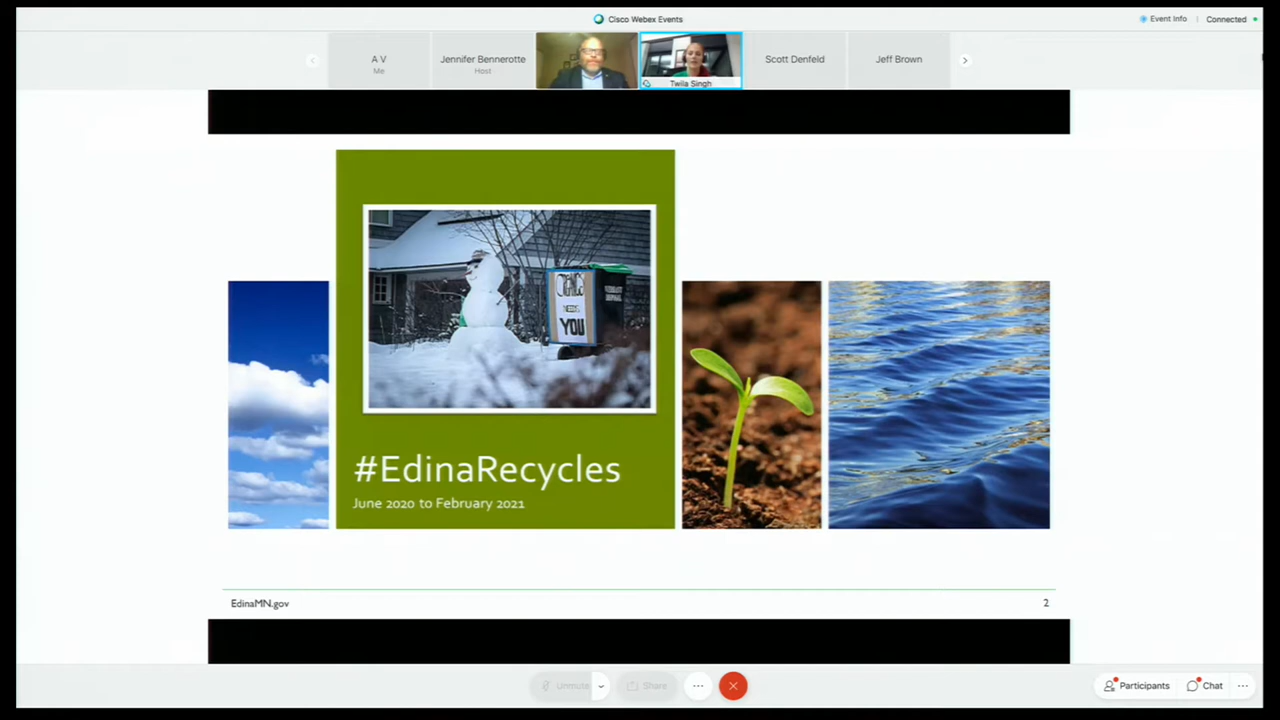 Cisco Webex Events
Event Info
Connected
A V
Me
Jennifer Bennerotte
Host
Twila Singh
Scott Denfeld
Jeff Brown
NEEDS
YOU
#EdinaRecycles
June 2020 to February 2021
EdinaMN.gov
2
Unmute
Share
Participants
Chat